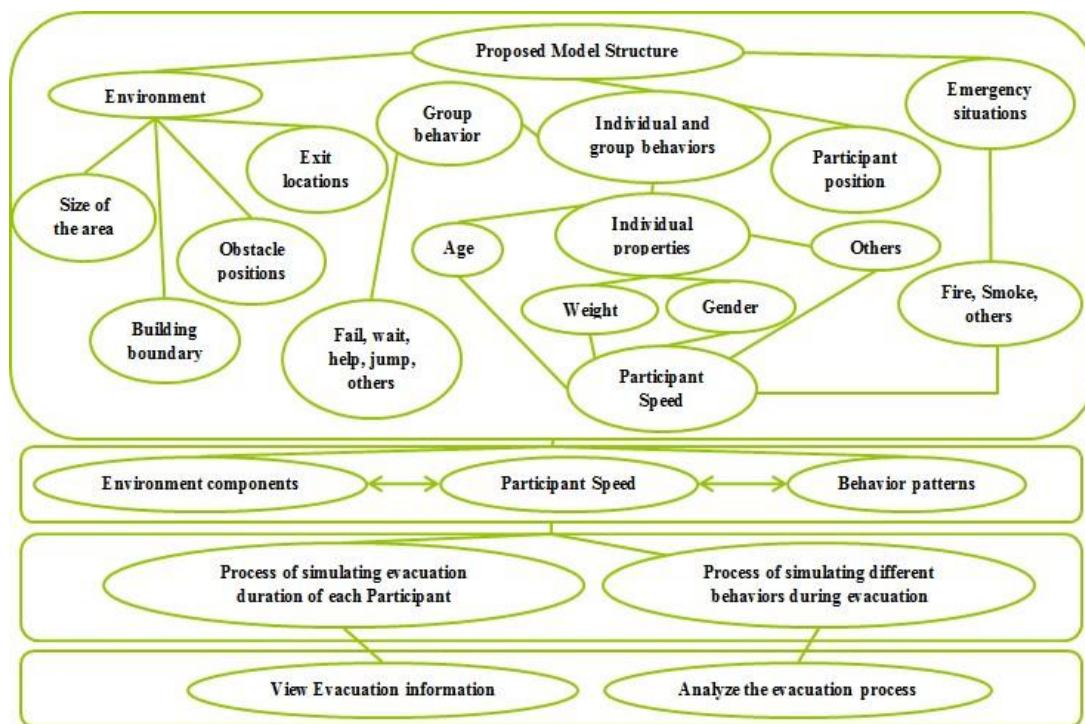 Proposed Model Structure
Environment
Group
behavior
Individual and
group behaviors
Emergency
situations
Exit
locations
Participant
position
Size of
the area
Obstacle
positions
Age
Individual
properties
Others
Building
boundary
Fail, wait,
help, jump,
others
Weight
Gender
Fire, Smoke,
others
Participant
Speed
Environment components
Participant Speed
Behavior patterns
Process of simulating evacuation
duration of each Participant
Process of simulating different
behaviors during evacuation
View Evacuation information
Analyze the evacuation process